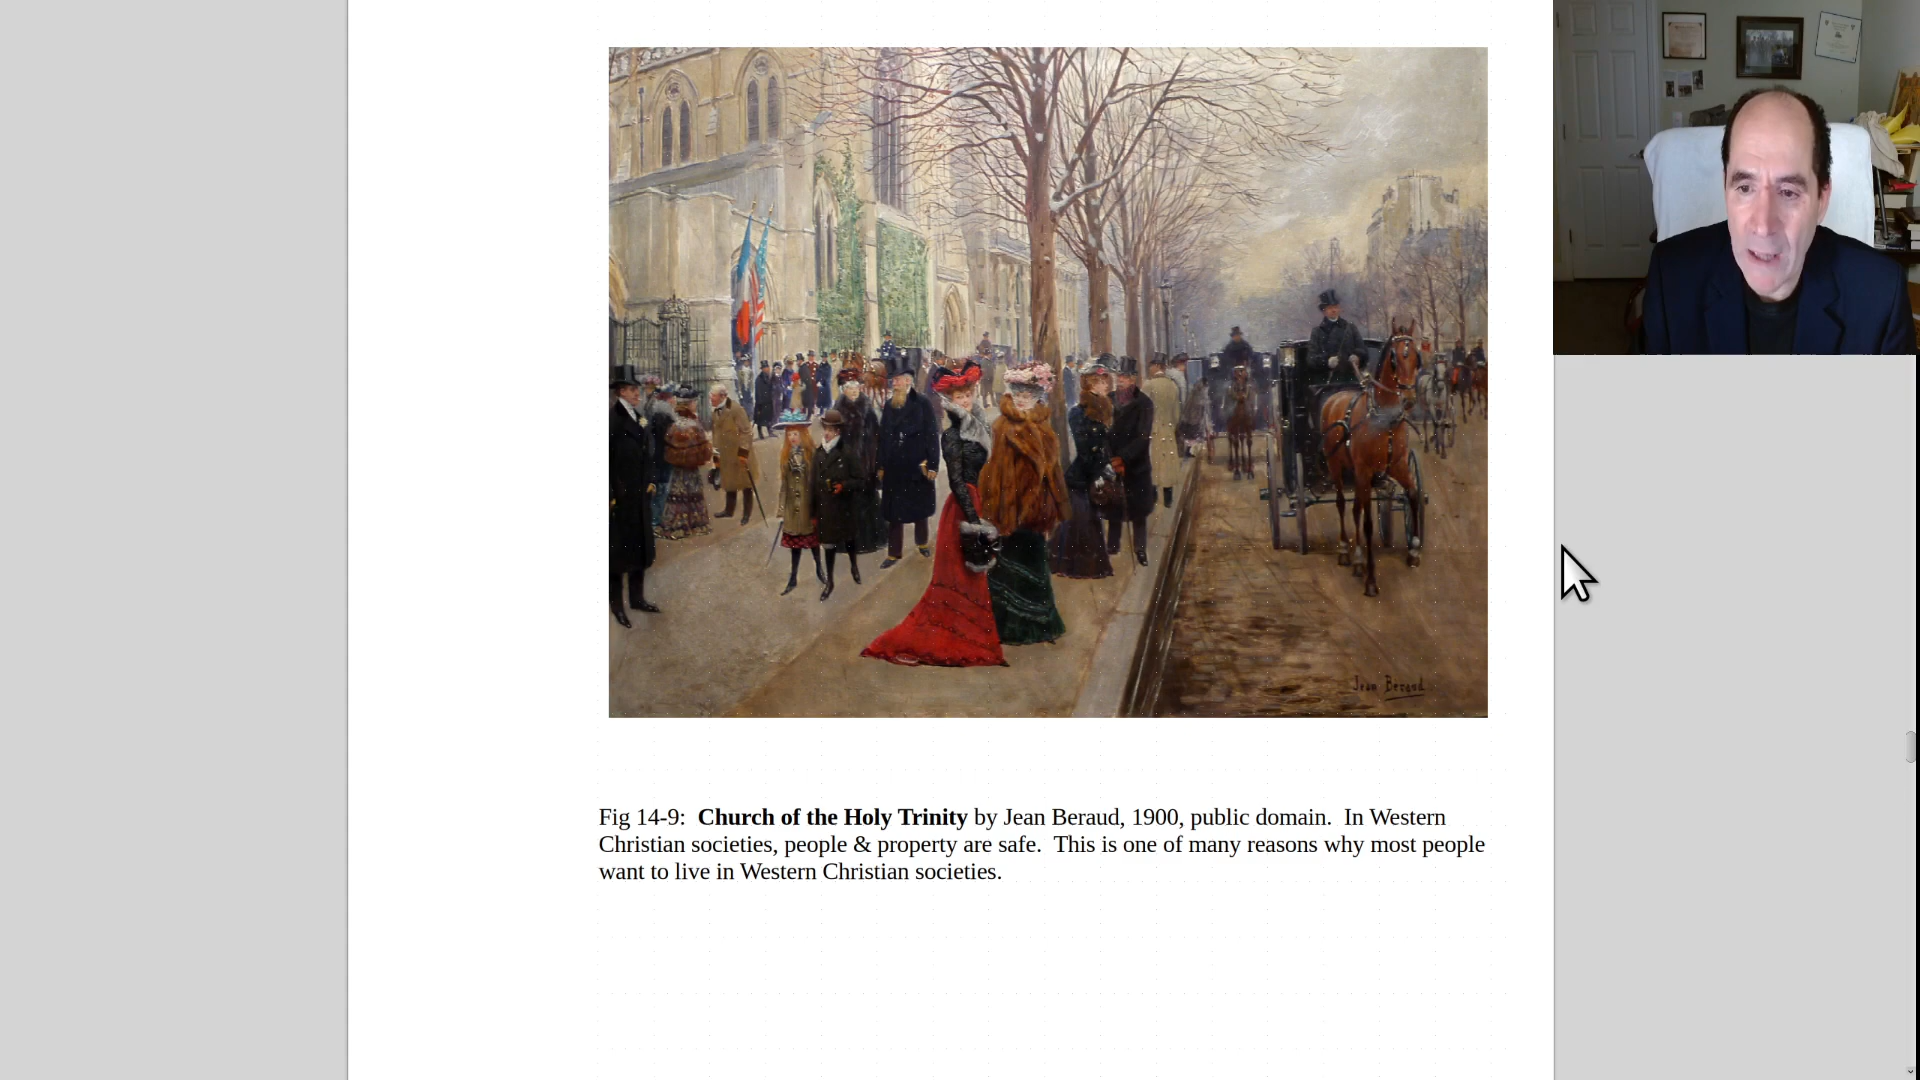 Jean Beraud
Fig 14-9:  Church of the Holy Trinity by Jean Beraud, 1900, public domain.  In Western
Christian societies, people & property are safe.  This is one of many reasons why most people
want to live in Western Christian societies.